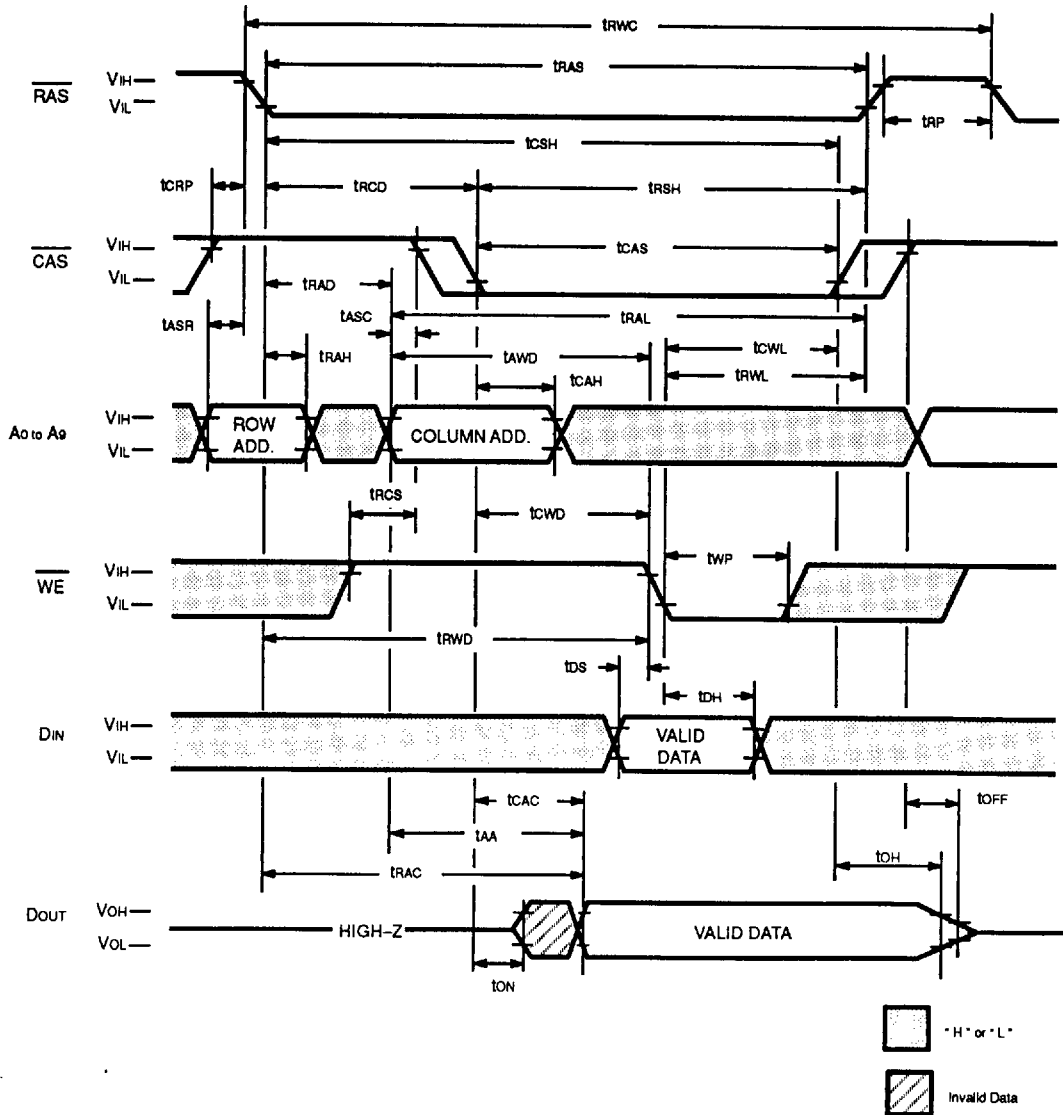 tRWC
tRAS
RAS
VIH
VIL
tRP
tCSH
tCRP
tRCD
tRSH
CAS
VIH
VIL
tCAS
tRAD
tRAL
tASR
tASC
tRAH
tAWD
tCWL
tCAH
tRWL
A0 to A9
VIH
VIL
ROW
ADD.
COLUMN ADD.
tRCS
tCWD
WE
VIH
VIL
tWP
tRWD
tDS
tDH
DIN
VIH
VIL
VALID
DATA
tCAC
tOFF
tAA
tOH
tRAC
DOUT
VOH
VOL
HIGH–Z
VALID DATA
tON
"H" or "L"
Invalid Data